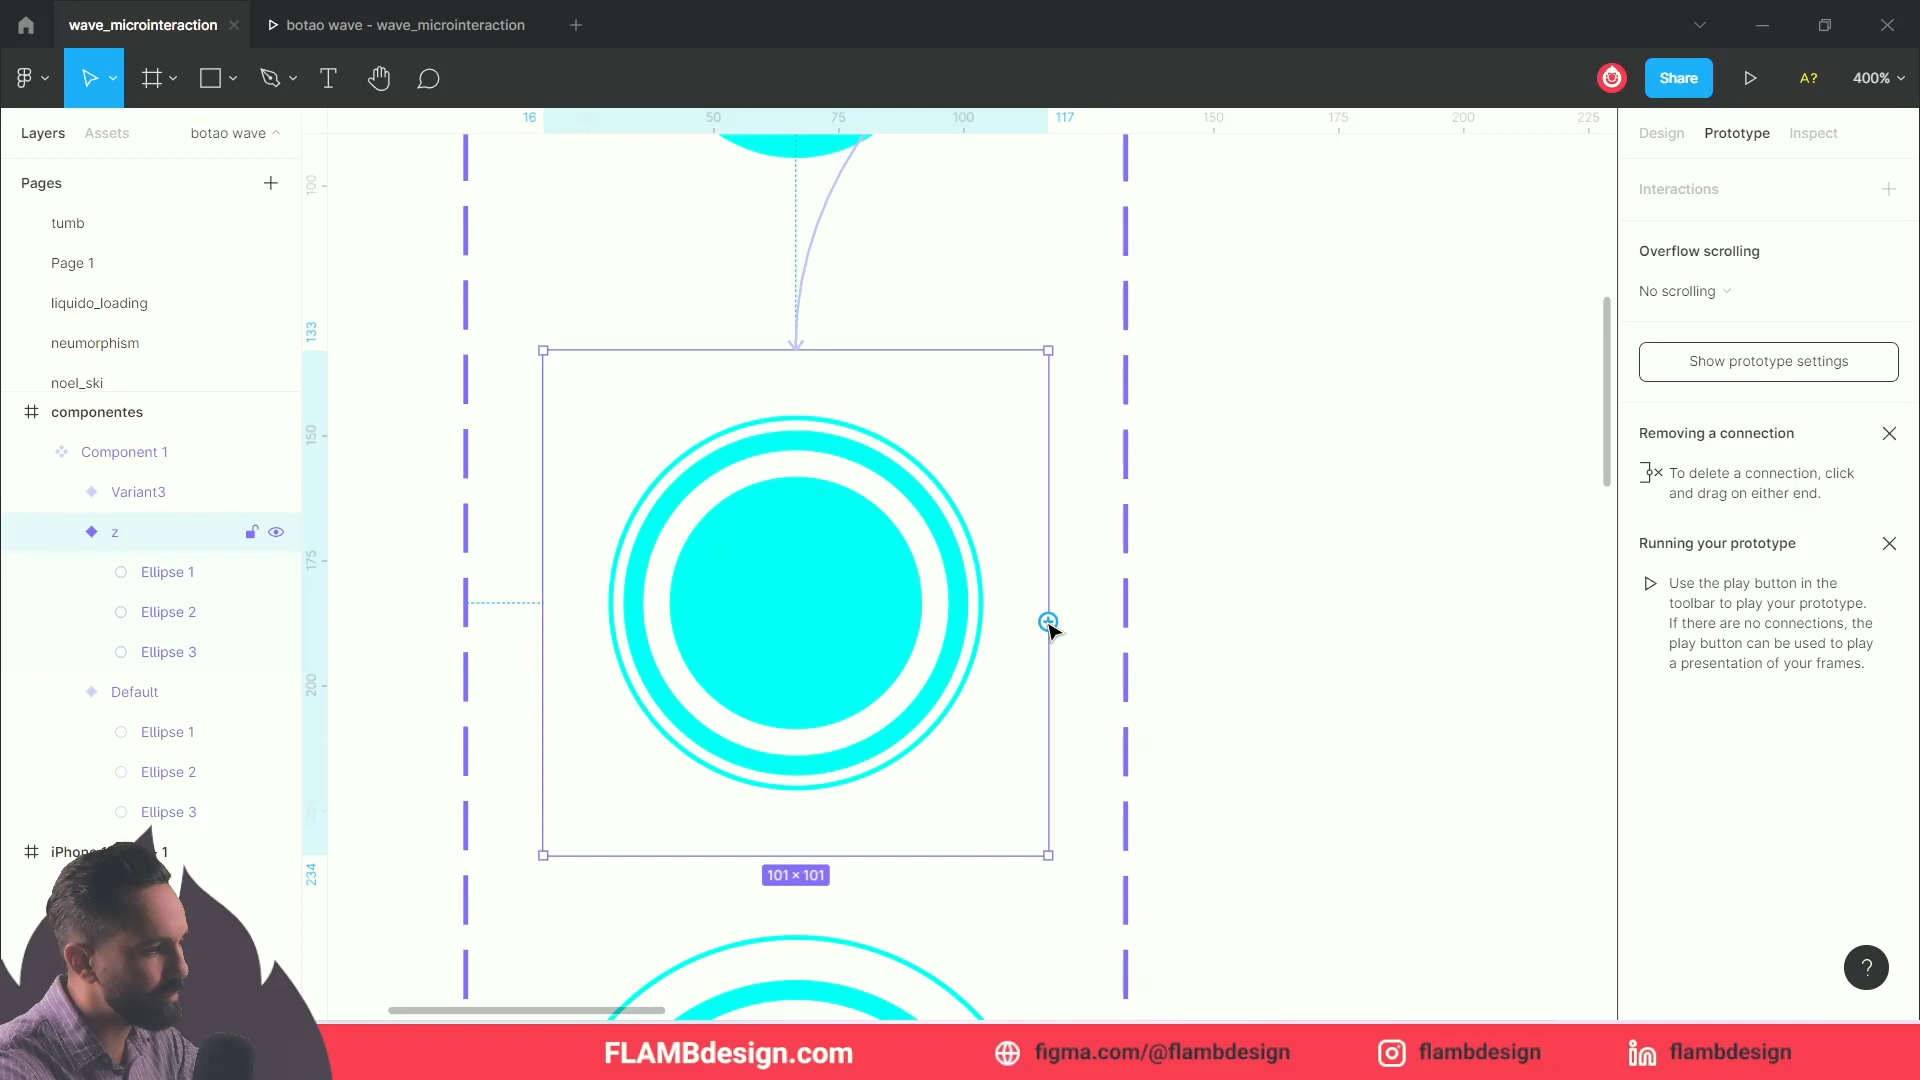 wave_microinteraction
botao wave - wave_microinteraction
Share
A?
400%
Layers
Assets
botao wave
16
50
75
100
117
150
175
200
225
Design
Prototype
Inspect
Pages
tumb
Page 1
liquido_loading
neumorphism
noel_ski
componentes
Component 1
Variant3
z
Ellipse 1
Ellipse 2
Ellipse 3
Default
Ellipse 1
Ellipse 2
Ellipse 3
100
133
150
175
200
234
101 × 101
Interactions
Overflow scrolling
No scrolling
Show prototype settings
Removing a connection
To delete a connection, click
and drag on either end.
Running your prototype
Use the play button in the
toolbar to play your prototype.
If there are no connections, the
play button can be used to play
a presentation of your frames.
?
FLAMBdesign.com
figma.com/@flambdesign
flambdesign
flambdesign